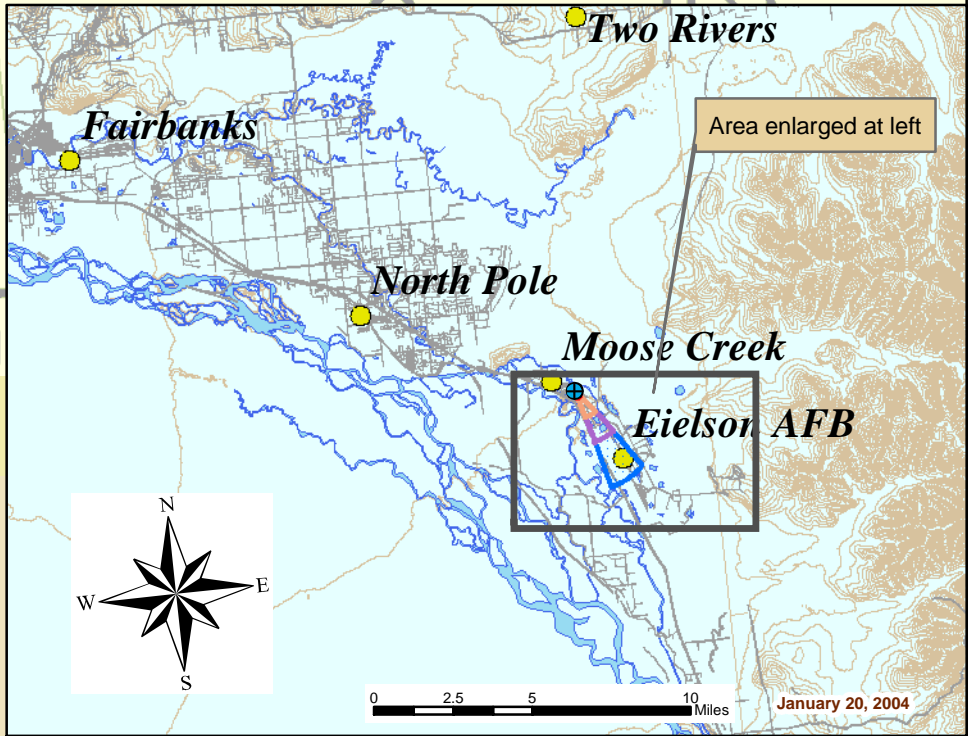 Two Rivers
Fairbanks
Area enlarged at left
North Pole
Moose Creek
Eielson AFB
N
W E
S
0 2.5 5 10
Miles
January 20, 2004